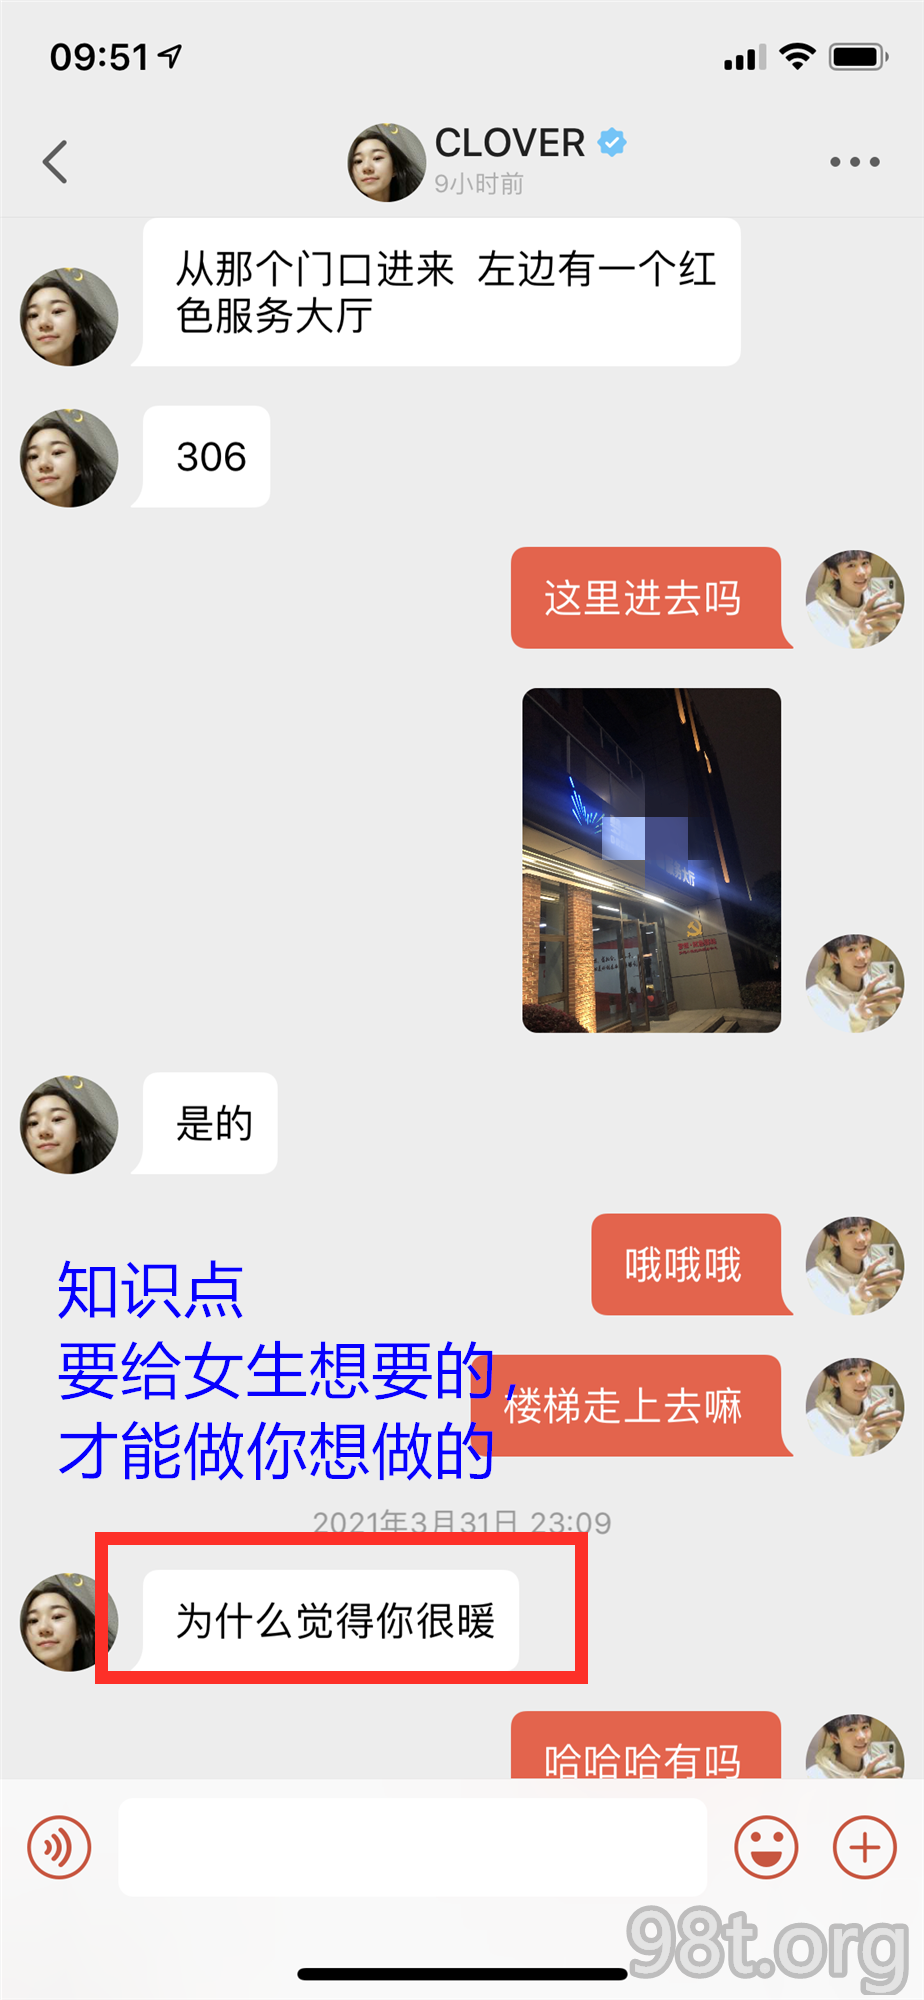 09:51
CLOVER
9小时前
从那个门口进来 左边有一个红
色服务大厅
306
这里进去吗
务大厅
是的
哦哦哦
知识点
要给女生想要的，
才能做你想做的
楼梯走上去嘛
2021年3月31日 23:09
为什么觉得你很暖
哈哈哈有吗
98t.org